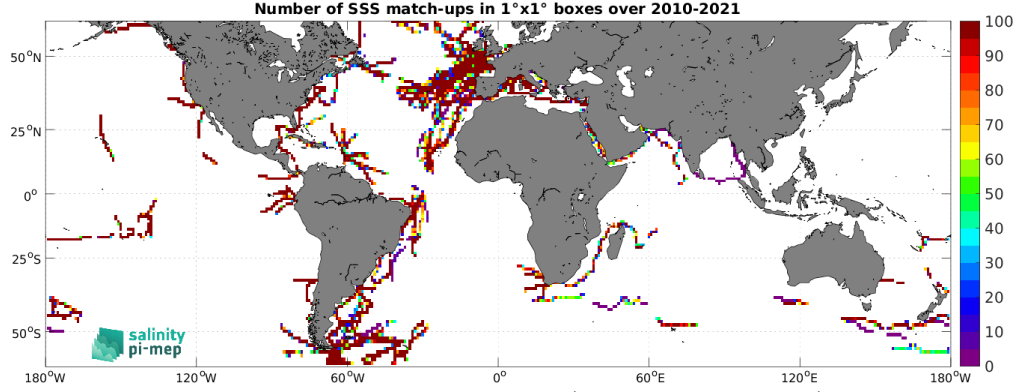 Number of SSS match-ups in 1°x1° boxes over 2010-2021
50°N
25°N
0°
25°S
50°S
180°W
120°W
60°W
0°
60°E
120°E
180°W
100
90
80
70
60
50
40
30
20
10
0
salinity
pi-mep